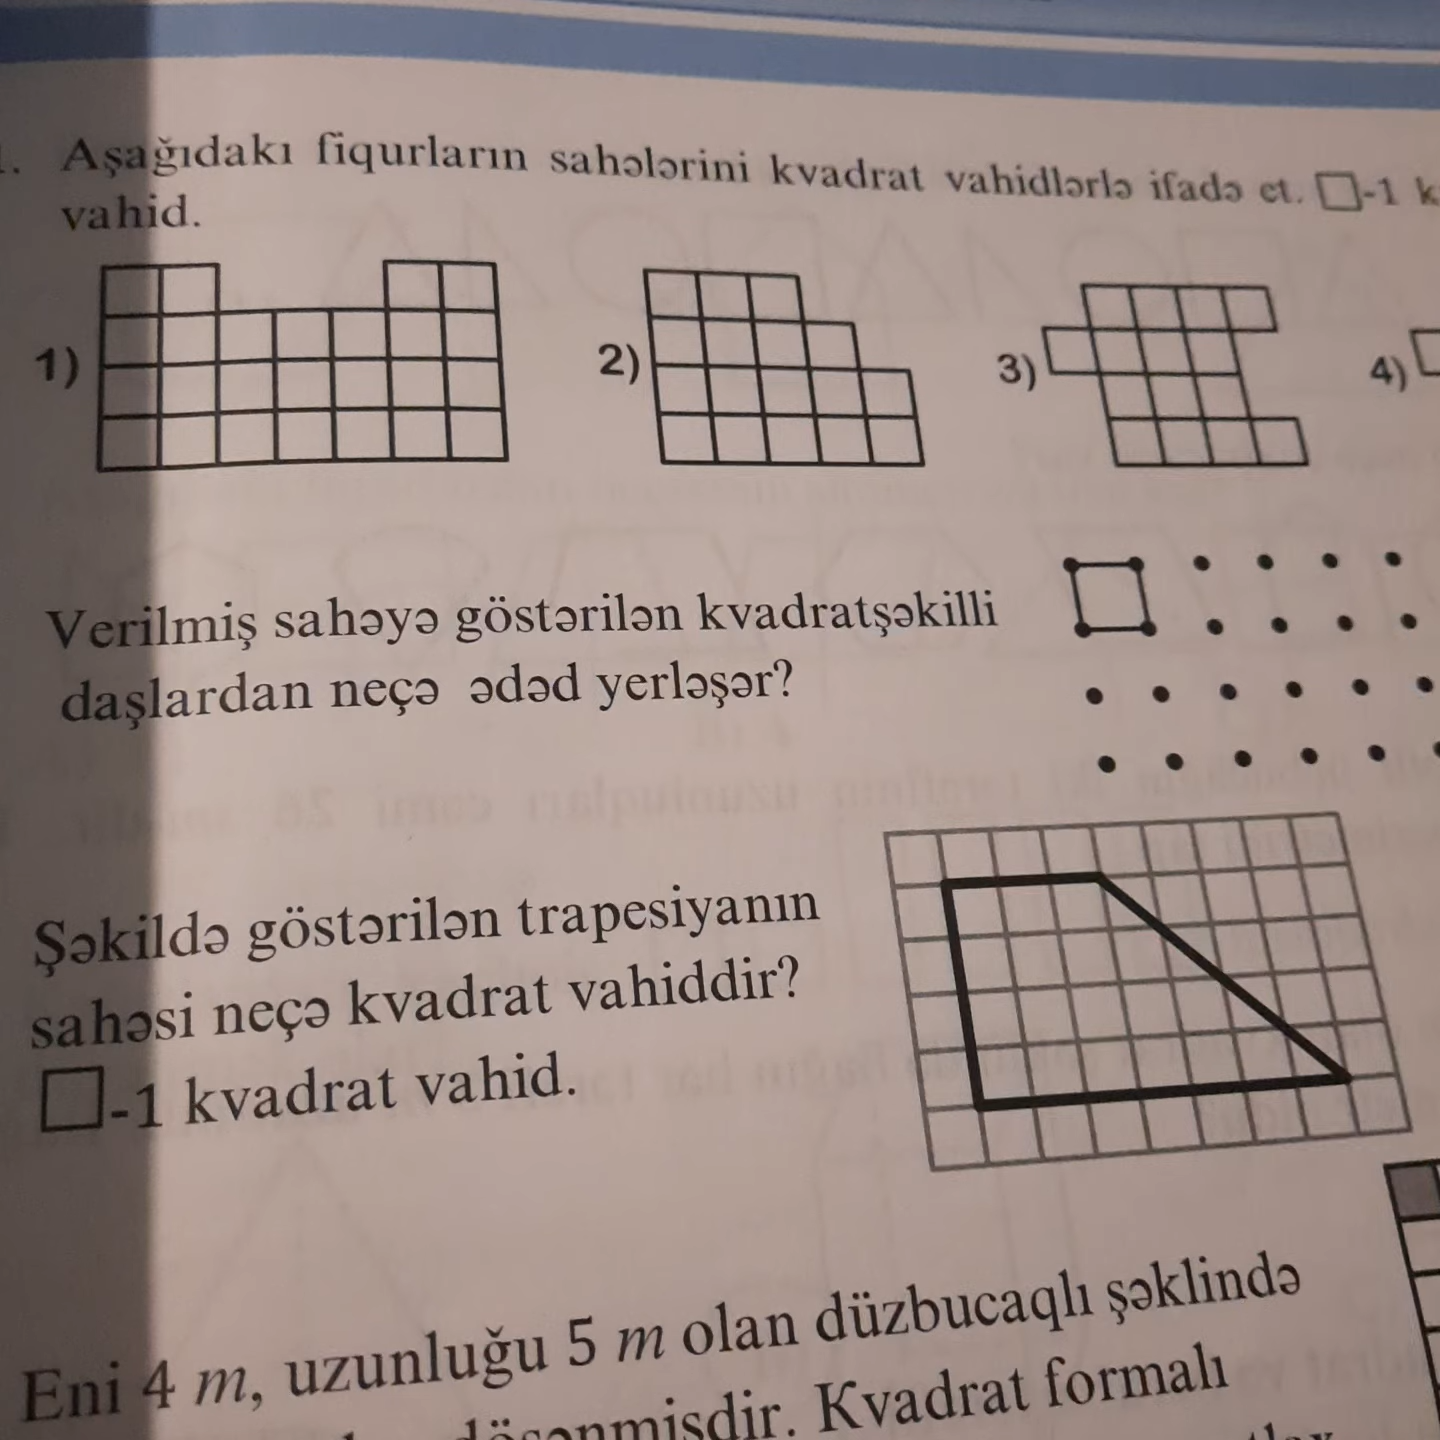 1. Aşağıdakı fiqurların sahələrini kvadrat vahidlərlə ifadə et. -1
vahid.
1) 2) 3) 4)
Verilmiş sahəyə göstərilən kvadratşəkilli
daşlardan neçə ədəd yerləşər?
Şəkildə göstərilən trapesiyanın
sahəsi neçə kvadrat vahiddir?
-1 kvadrat vahid.
Eni 4 m, uzunluğu 5 m olan düzbucaqlı şəklində
Kvadrat formalı